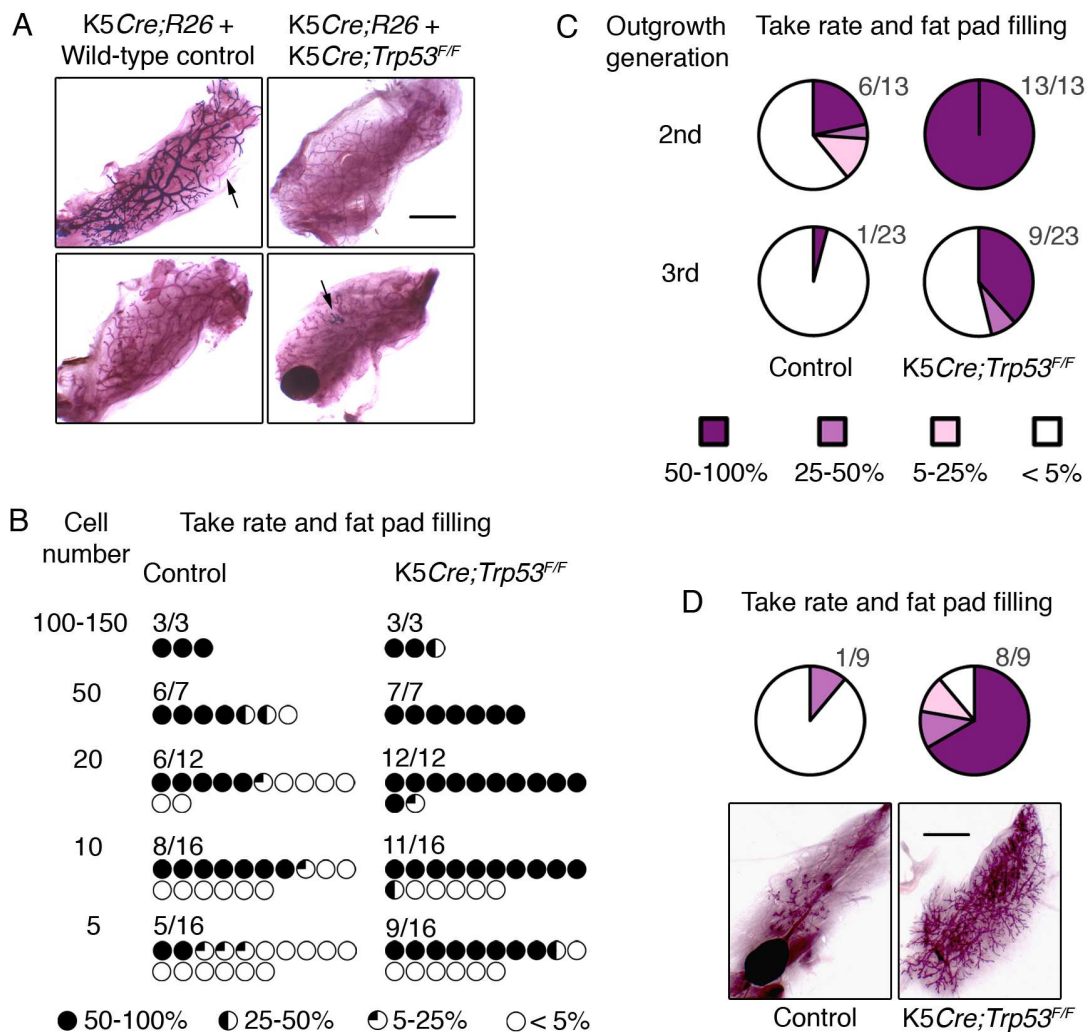 A
K5Cre;R26 +
Wild-type control
K5Cre;R26 +
K5Cre;Trp53F/F
B
Cell
number
Take rate and fat pad filling
Control
K5Cre;Trp53F/F
100-150
3/3
3/3
50
6/7
7/7
20
6/12
12/12
10
8/16
11/16
5
5/16
9/16
50-100%
25-50%
5-25%
< 5%
C
Outgrowth
generation
Take rate and fat pad filling
2nd
6/13
13/13
3rd
1/23
9/23
Control
K5Cre;Trp53F/F
50-100%
25-50%
5-25%
< 5%
D
Take rate and fat pad filling
1/9
8/9
Control
K5Cre;Trp53F/F